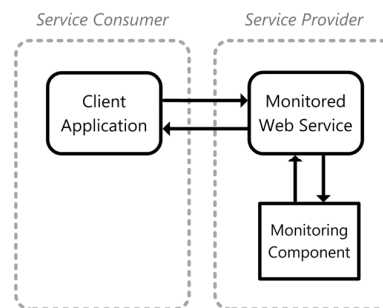 Service Consumer
Service Provider
Client
Application
Monitored
Web Service
Monitoring
Component